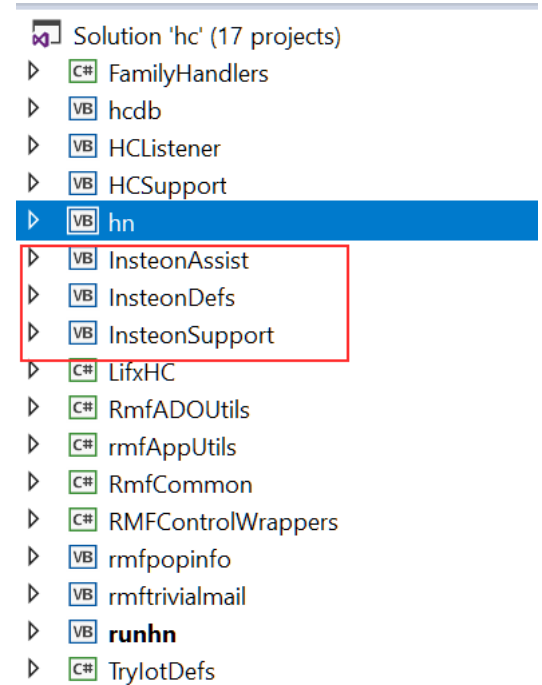 Solution 'hc' (17 projects)
C# FamilyHandlers
VB hcdb
VB HCListener
VB HCSupport
VB hn
VB InsteonAssist
VB InsteonDefs
VB InsteonSupport
C# LifxHC
C# RmfADOUtils
C# rmfAppUtils
C# RmfCommon
C# RMFControlWrappers
VB rmfpopinfo
VB rmftrivialmail
VB runhn
C# TryIotDefs